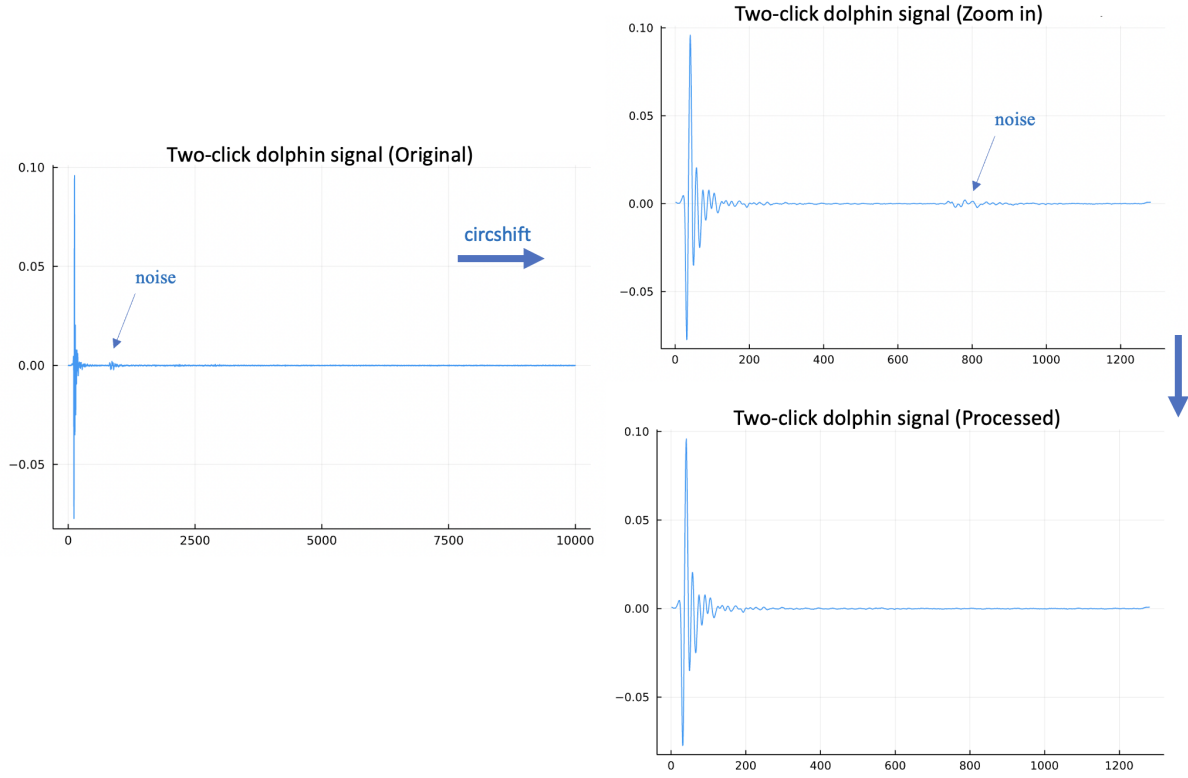 Two-click dolphin signal (Original)
0.10
0.05
0.00
−0.05
0 2500 5000 7500 10000
noise
circshift
Two-click dolphin signal (Zoom in)
0.10
0.05
0.00
−0.05
0 200 400 600 800 1000 1200
noise
Two-click dolphin signal (Processed)
0.10
0.05
0.00
−0.05
0 200 400 600 800 1000 1200